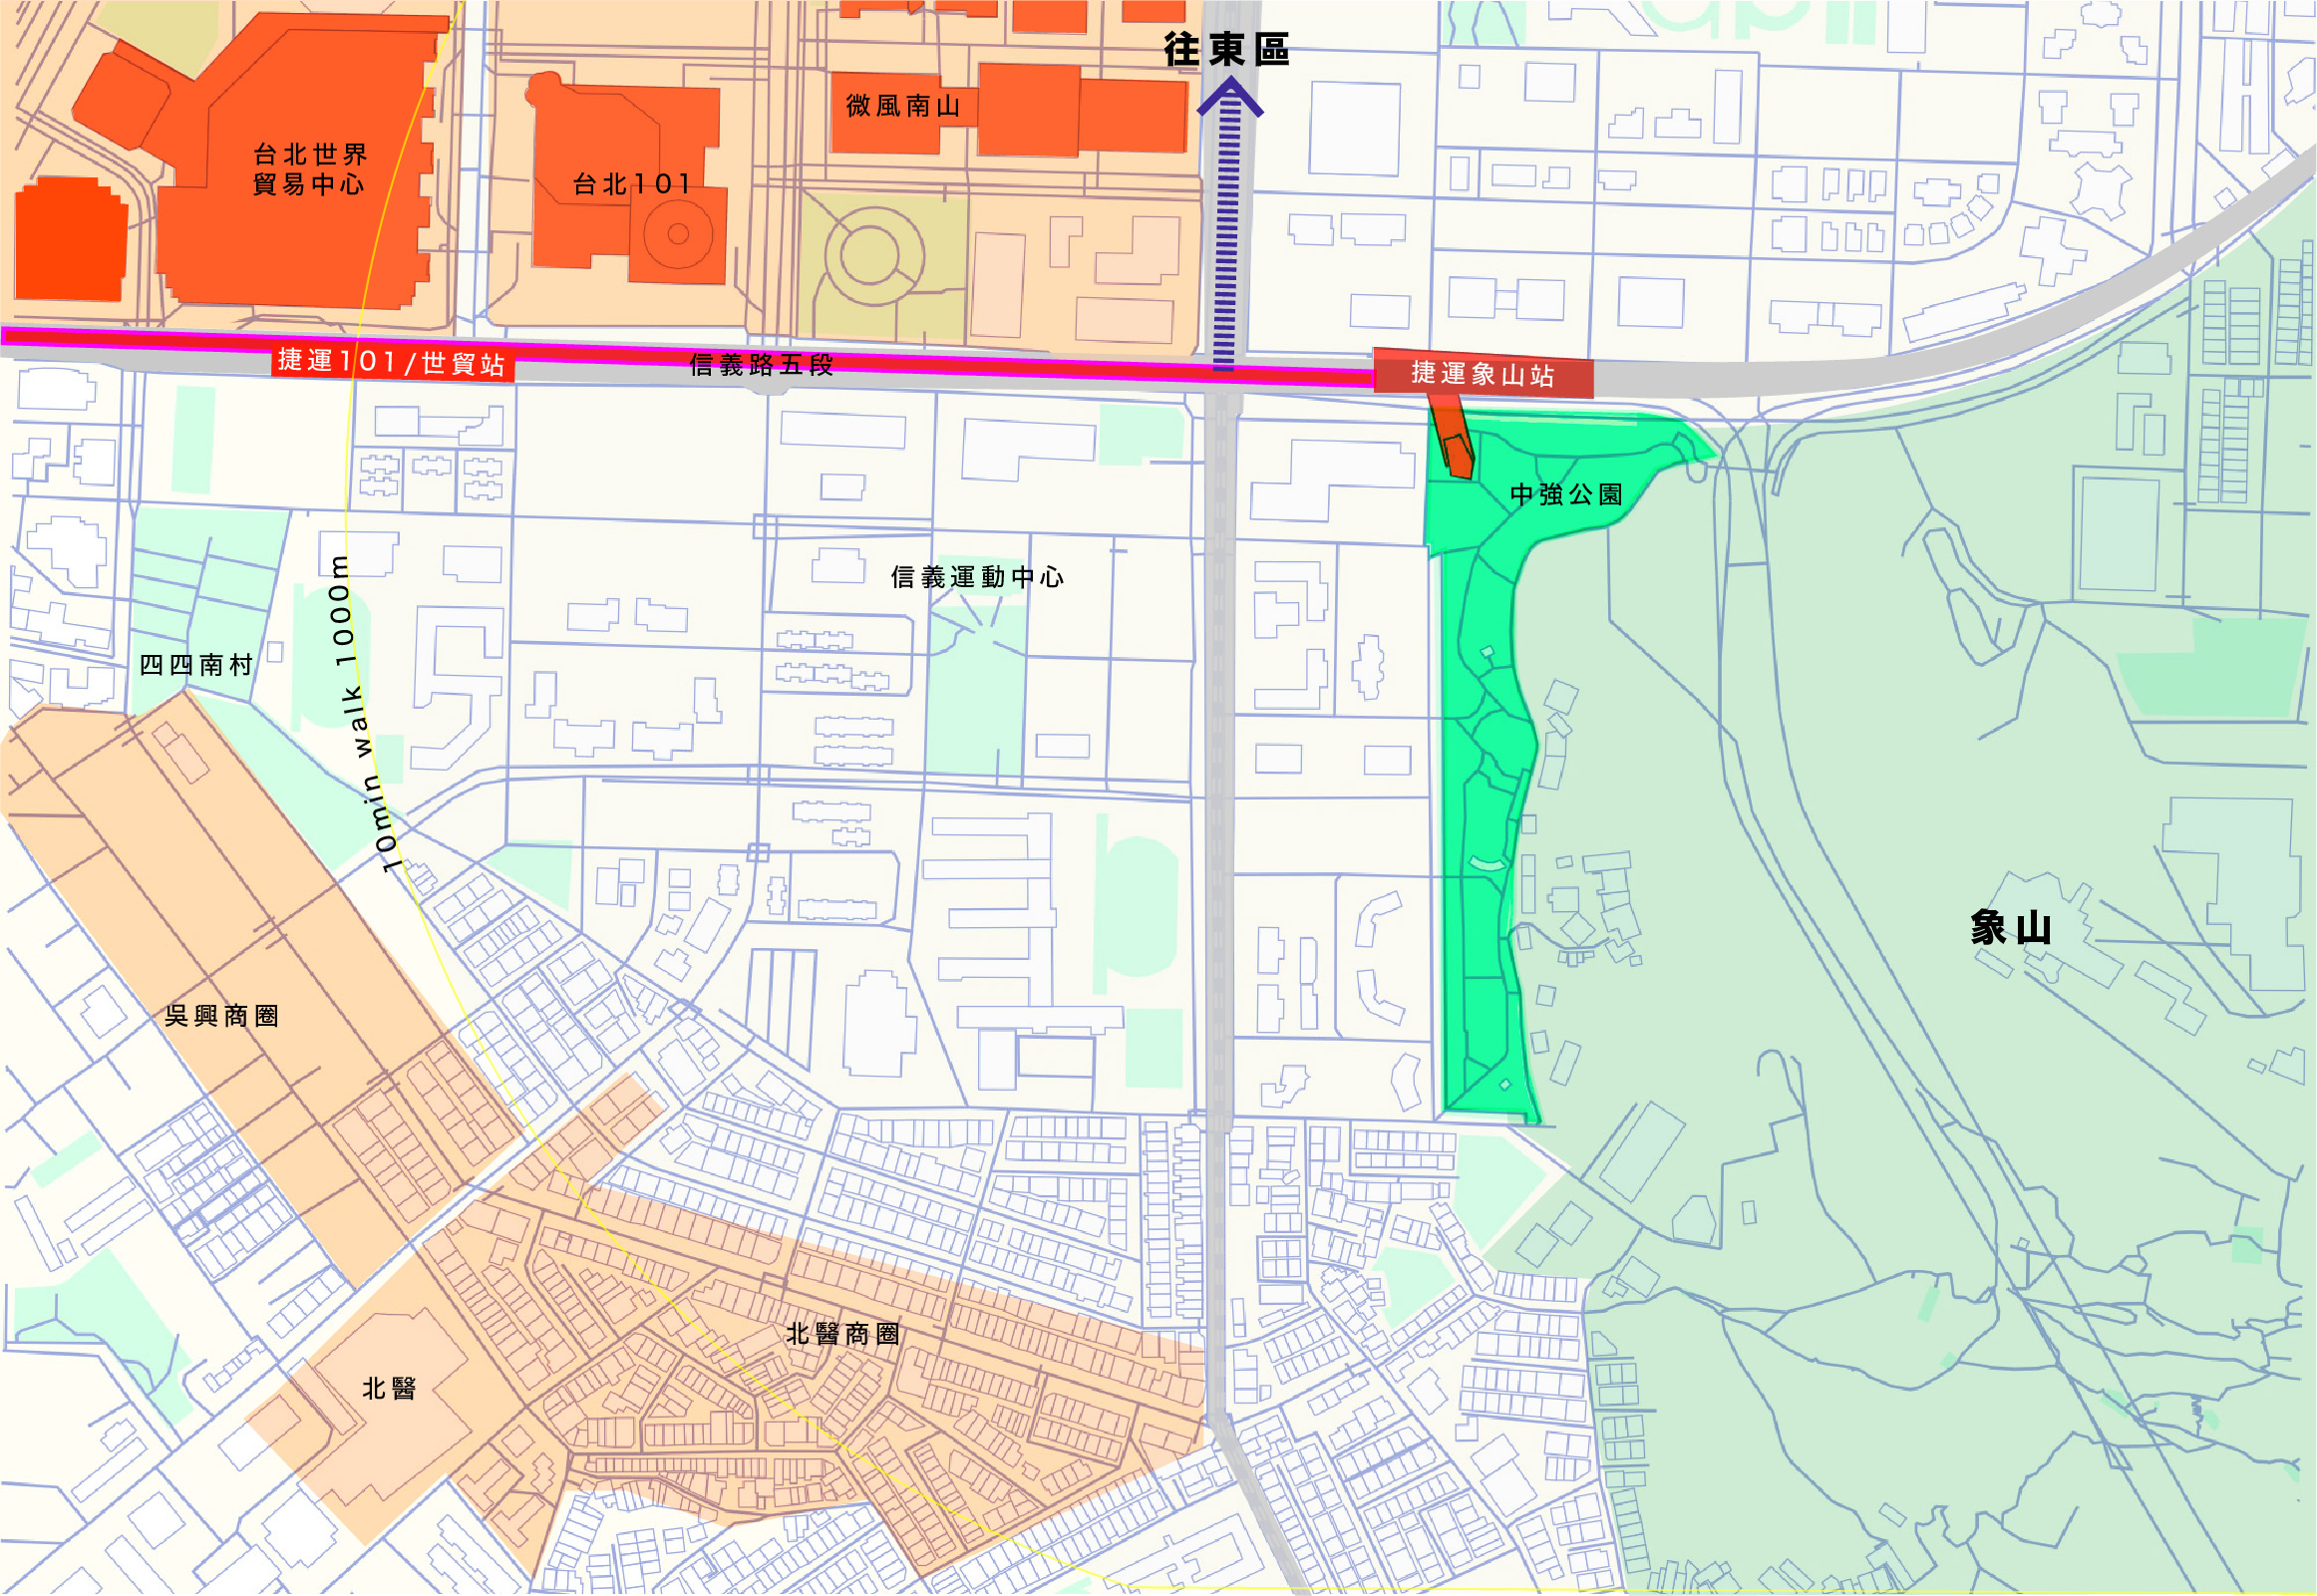 往東區
微風南山
台北世界
貿易中心
台北101
捷運101/世貿站
信義路五段
捷運象山站
中強公園
信義運動中心
四四南村
10min walk 1000m
象山
吳興商圈
北醫商圈
北醫